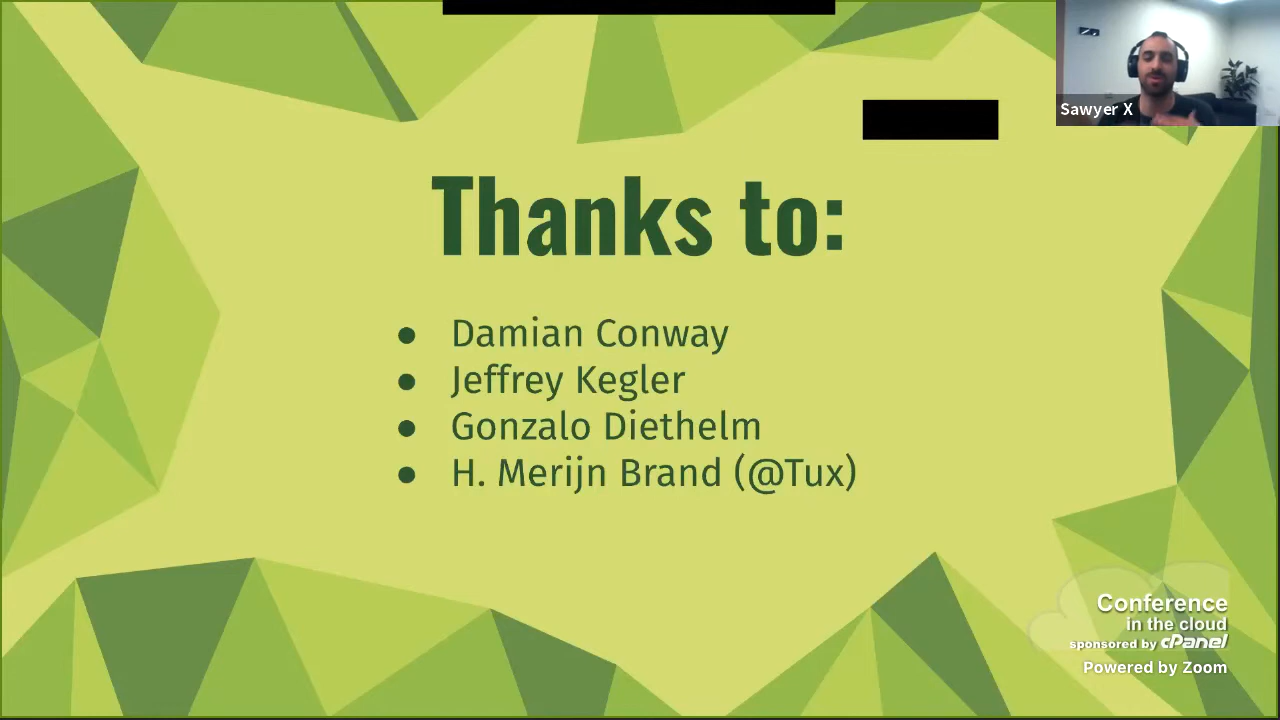 Sawyer X
Thanks to:
● Damian Conway
● Jeffrey Kegler
● Gonzalo Diethelm
● H. Merijn Brand (@Tux)
Conference
in the cloud
sponsored by cPanel
Powered by Zoom